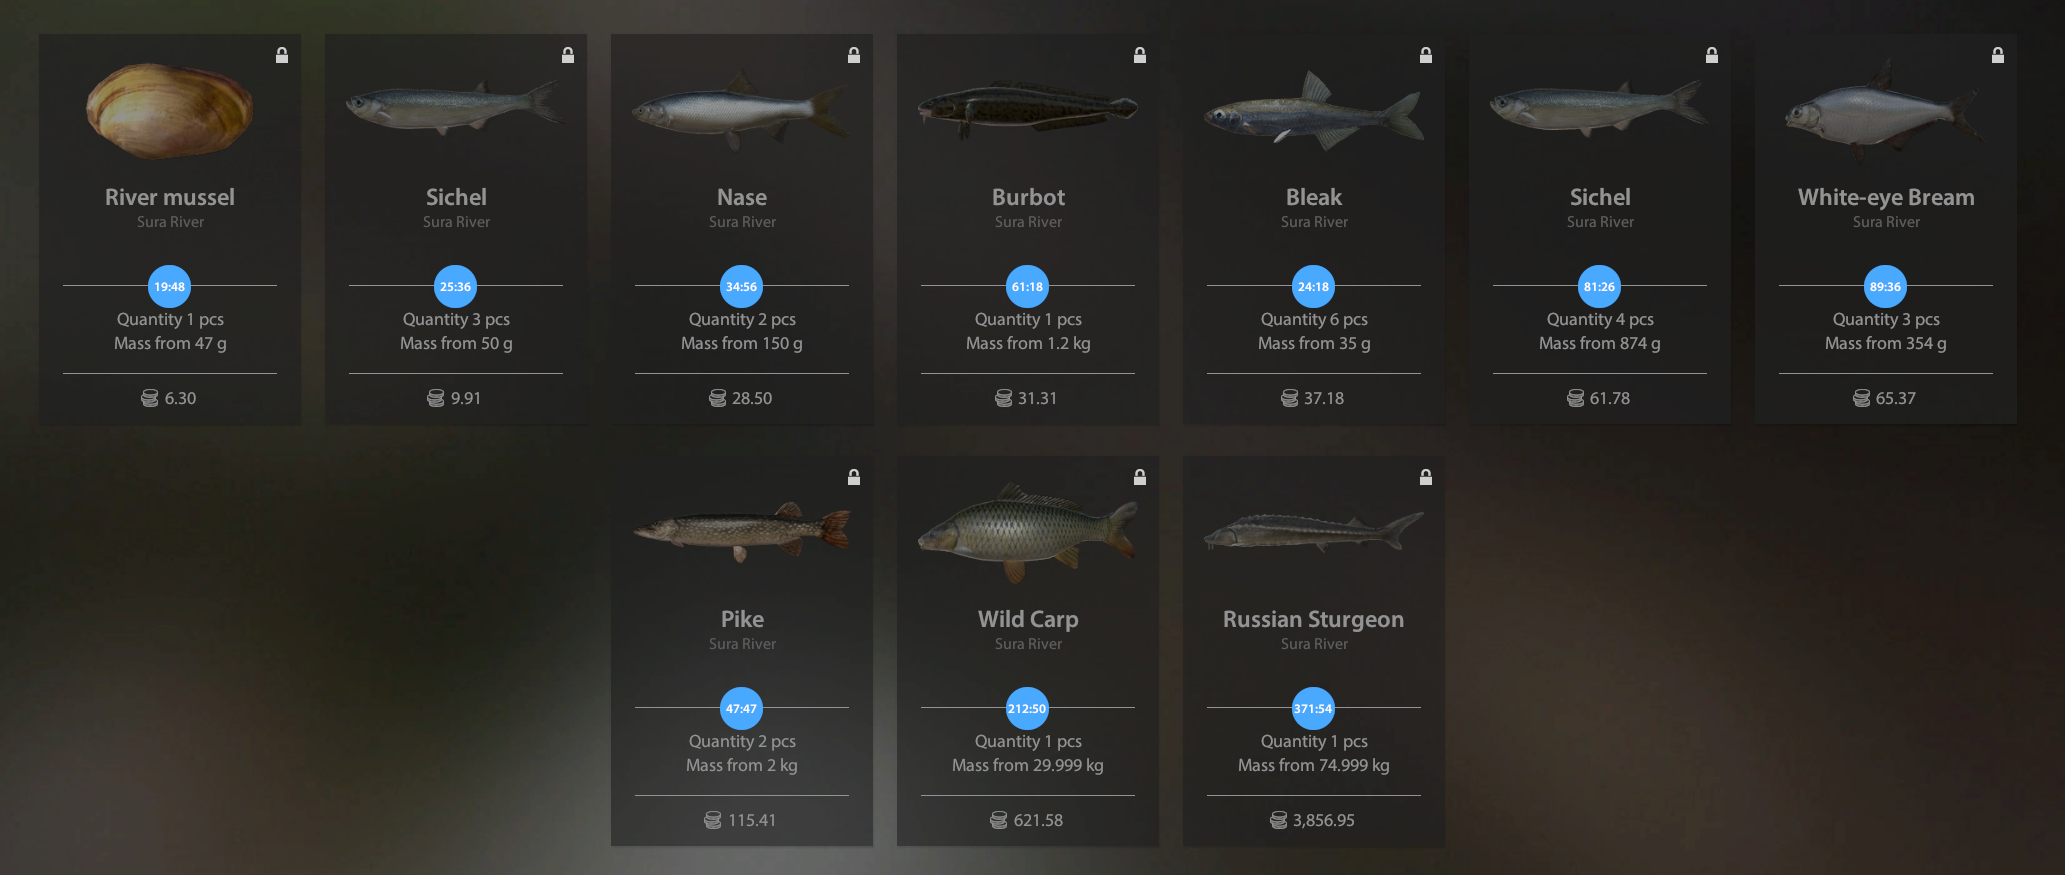 River mussel
Sura River
19:48
Quantity 1 pcs
Mass from 47 g
6.30
Sichel
Sura River
25:36
Quantity 3 pcs
Mass from 50 g
9.91
Nase
Sura River
34:56
Quantity 2 pcs
Mass from 150 g
28.50
Burbot
Sura River
61:18
Quantity 1 pcs
Mass from 1.2 kg
31.31
Bleak
Sura River
24:18
Quantity 6 pcs
Mass from 35 g
37.18
Sichel
Sura River
81:26
Quantity 4 pcs
Mass from 874 g
61.78
White-eye Bream
Sura River
89:36
Quantity 3 pcs
Mass from 354 g
65.37
Pike
Sura River
47:47
Quantity 2 pcs
Mass from 2 kg
115.41
Wild Carp
Sura River
212:50
Quantity 1 pcs
Mass from 29.999 kg
621.58
Russian Sturgeon
Sura River
371:54
Quantity 1 pcs
Mass from 74.999 kg
3,856.95